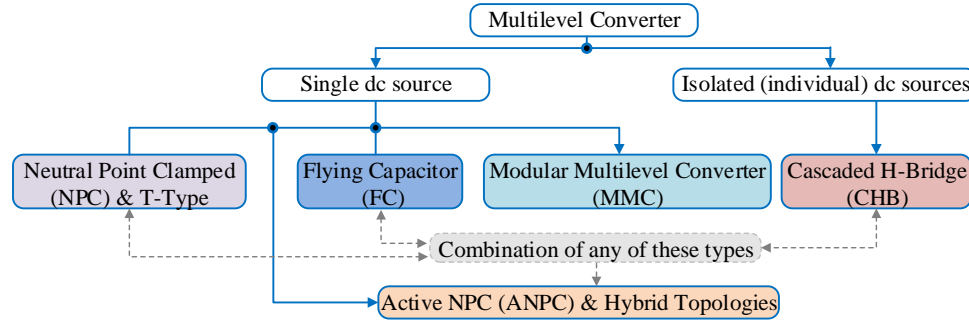 Multilevel Converter
Single dc source
Isolated (individual) dc sources
Neutral Point Clamped
(NPC) & T-Type
Flying Capacitor
(FC)
Modular Multilevel Converter
(MMC)
Cascaded H-Bridge
(CHB)
Combination of any of these types
Active NPC (ANPC) & Hybrid Topologies